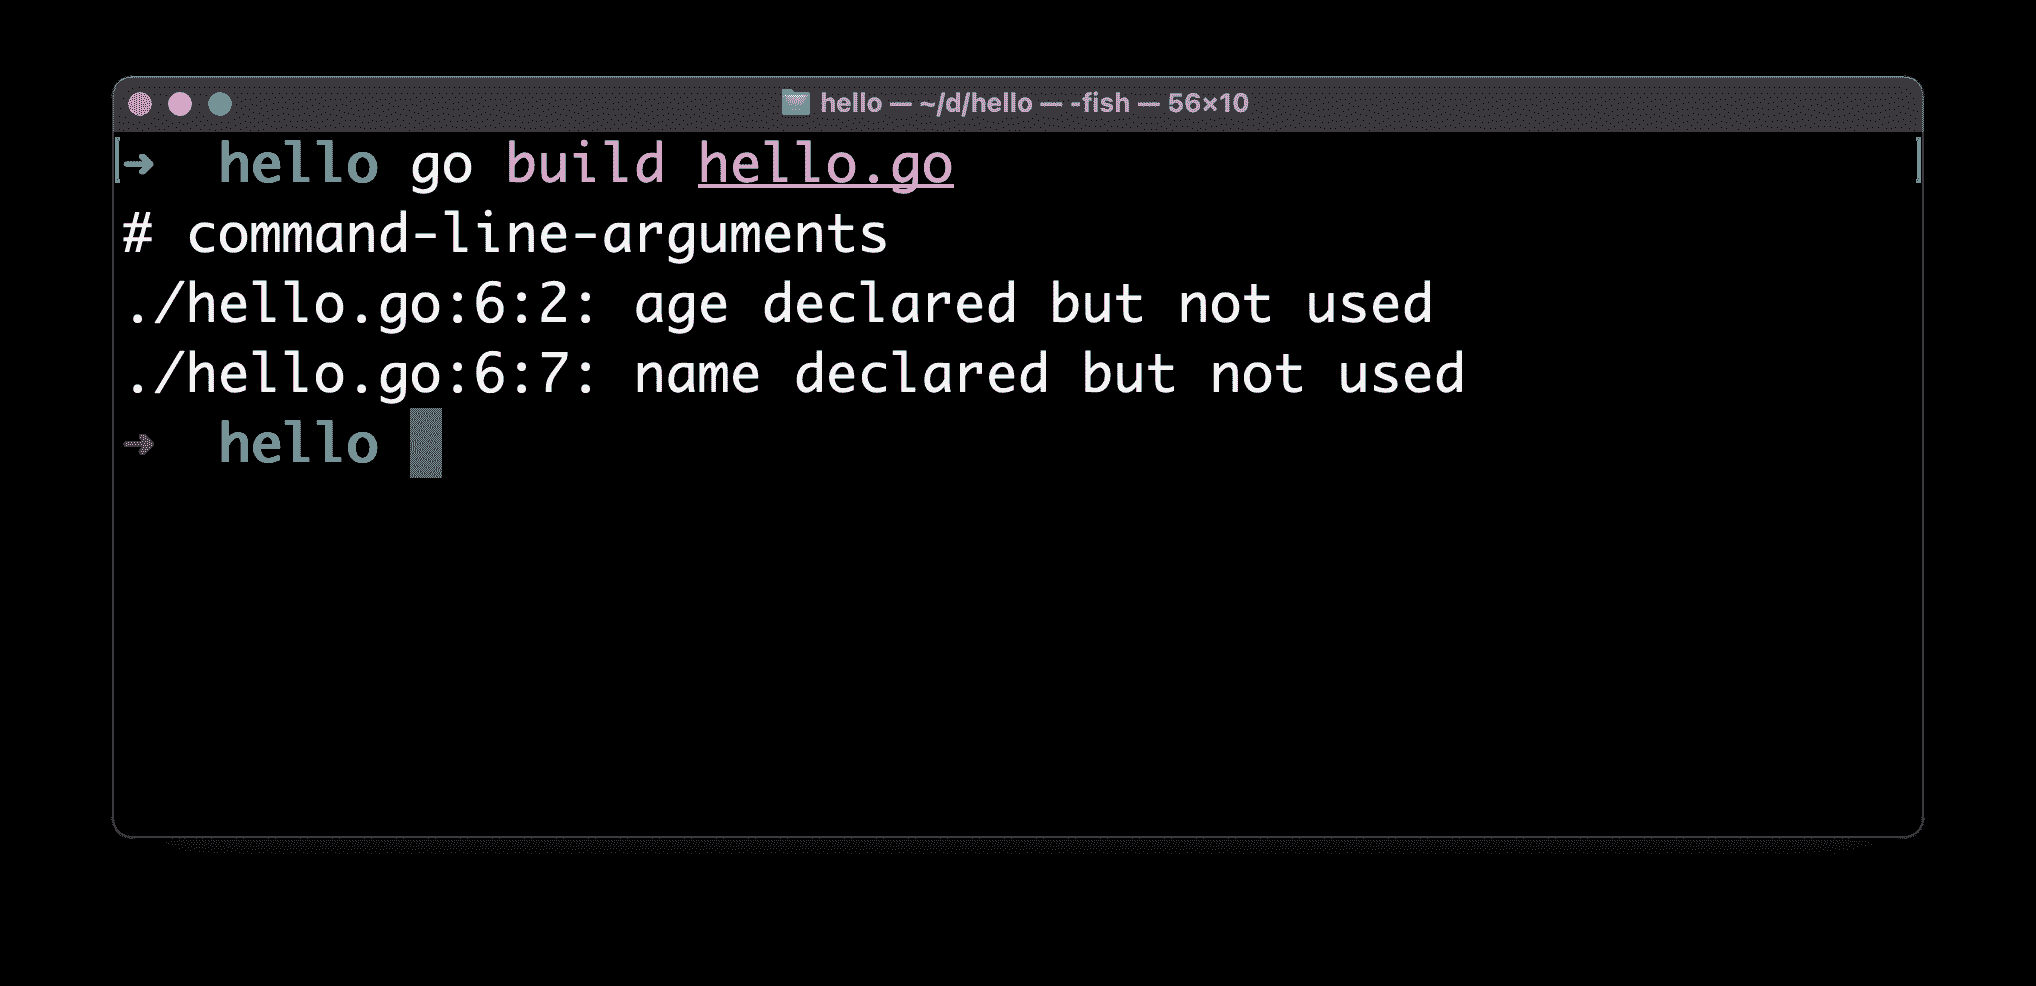 hello — ~/d/hello — -fish — 56×10
➜  hello go build hello.go
# command-line-arguments
./hello.go:6:2: age declared but not used
./hello.go:6:7: name declared but not used
➜  hello